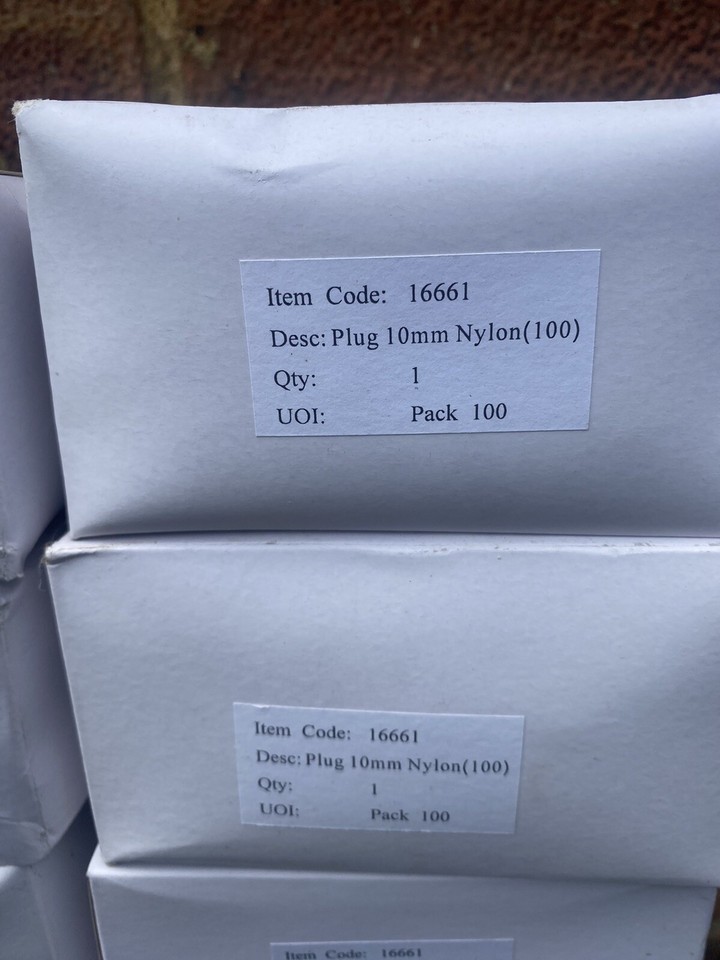 Item Code: 16661
Desc: Plug 10mm Nylon(100)
Qty: 1
UOI: Pack 100
Item Code: 16661
Desc: Plug 10mm Nylon(100)
Qty: 1
UOI: Pack 100
Item Code: 16661